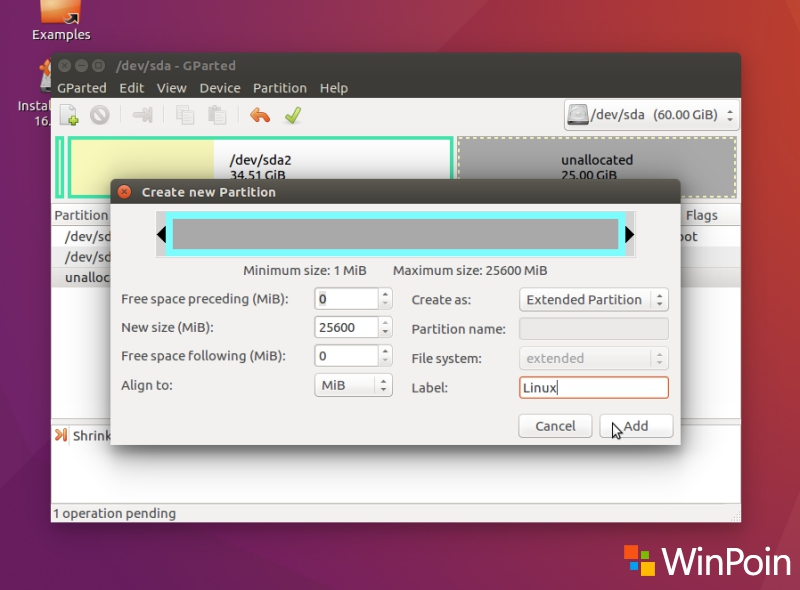 Examples
/dev/sda - GParted
GParted Edit View Device Partition Help
Instal
16.
/dev/sda (60.00 GiB)
/dev/sda2
34.51 GiB
unallocated
25.00 GiB
Create new Partition
Partition
Flags
/dev/sd
oot
/dev/sd
unalloc
Minimum size: 1 MiB Maximum size: 25600 MiB
Free space preceding (MiB): 0
Create as: Extended Partition
New size (MiB): 25600
Partition name:
Free space following (MiB): 0
File system: extended
Align to: MiB
Label: Linux
Cancel Add
Shrink
1 operation pending
WinPoin